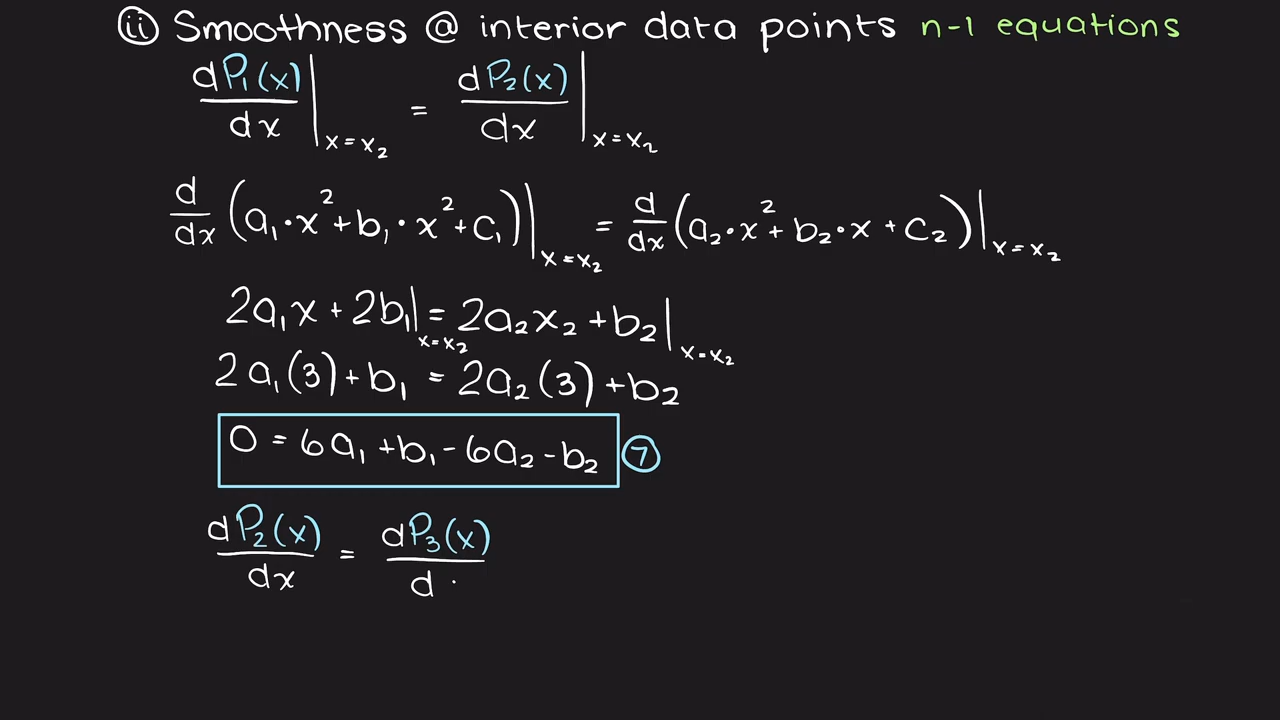 ii Smoothness @ interior data points n-1 equations
dP₁(x)/dx |x=x₂ = dP₂(x)/dx |x=x₂
d/dx (a₁·x²+b₁·x²+c₁)|x=x₂ = d/dx (a₂·x²+b₂·x+c₂)|x=x₂
2a₁x + 2b₁|x=x₂ = 2a₂x₂ + b₂|x=x₂
2a₁(3)+b₁ = 2a₂(3)+b₂
0 = 6a₁+b₁-6a₂-b₂ 7
dP₂(x)/dx = dP₃(x)/d